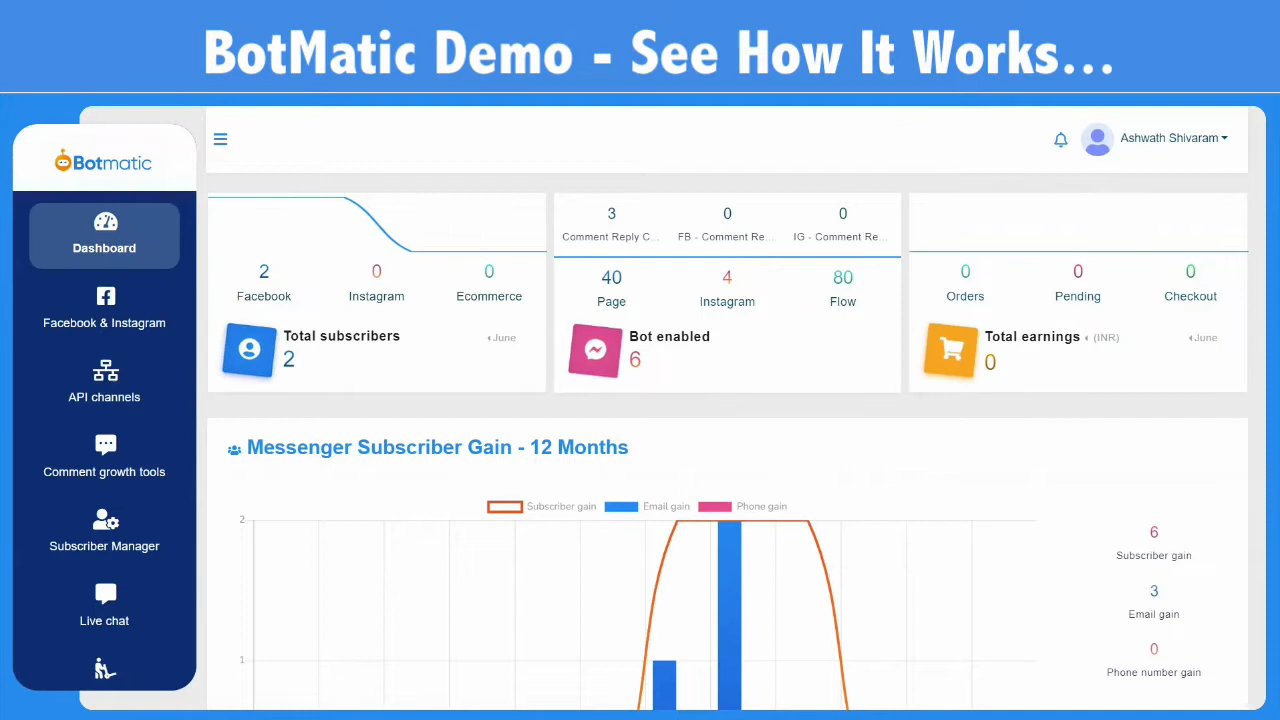 BotMatic Demo - See How It Works...
Botmatic
Ashwath Shivaram
Dashboard
Facebook & Instagram
API channels
Comment growth tools
Subscriber Manager
Live chat
2 0 0
Facebook Instagram Ecommerce
Total subscribers
June
2
3 0 0
Comment Reply C... FB - Comment Re... IG - Comment Re...
40 4 80
Page Instagram Flow
Bot enabled
6
0 0 0
Orders Pending Checkout
Total earnings (INR)
June
0
Messenger Subscriber Gain - 12 Months
Subscriber gain Email gain Phone gain
2
1
6
Subscriber gain
3
Email gain
0
Phone number gain